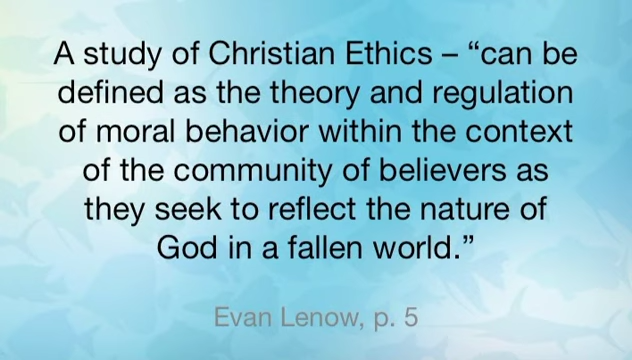 A study of Christian Ethics – “can be
defined as the theory and regulation
of moral behavior within the context
of the community of believers as
they seek to reflect the nature of
God in a fallen world.”
Evan Lenow, p. 5